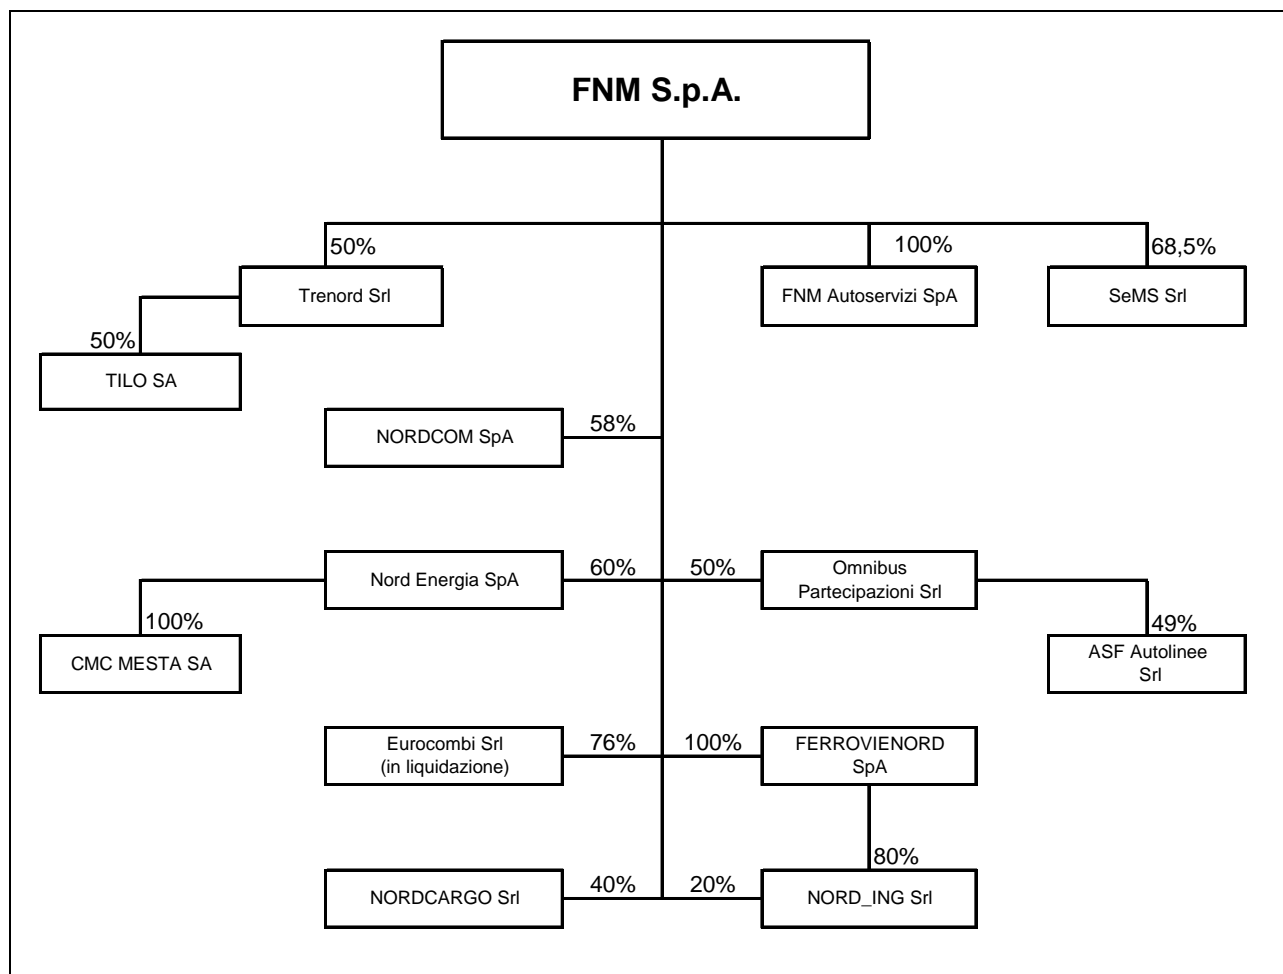 FNM S.p.A.
50%
100%
68,5%
Trenord Srl
FNM Autoservizi SpA
SeMS Srl
50%
TILO SA
NORDCOM SpA
58%
Nord Energia SpA
60%
50%
Omnibus
Partecipazioni Srl
100%
49%
CMC MESTA SA
ASF Autolinee
Srl
Eurocombi Srl
(in liquidazione)
76%
100%
FERROVIENORD
SpA
80%
NORDCARGO Srl
40%
20%
NORD_ING Srl